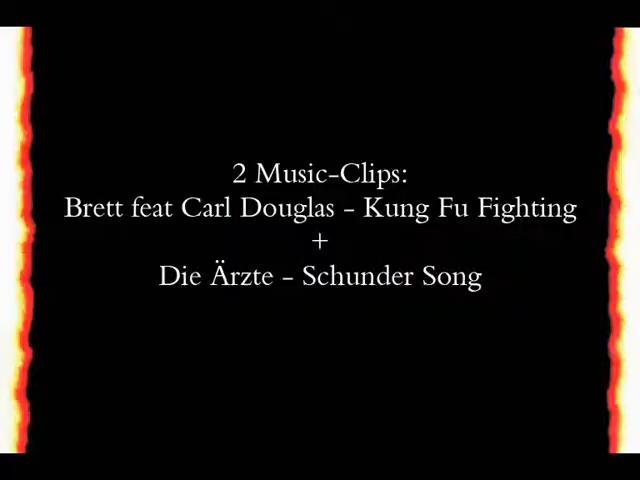 2 Music-Clips:
Brett feat Carl Douglas - Kung Fu Fighting
+
Die Ärzte - Schunder Song